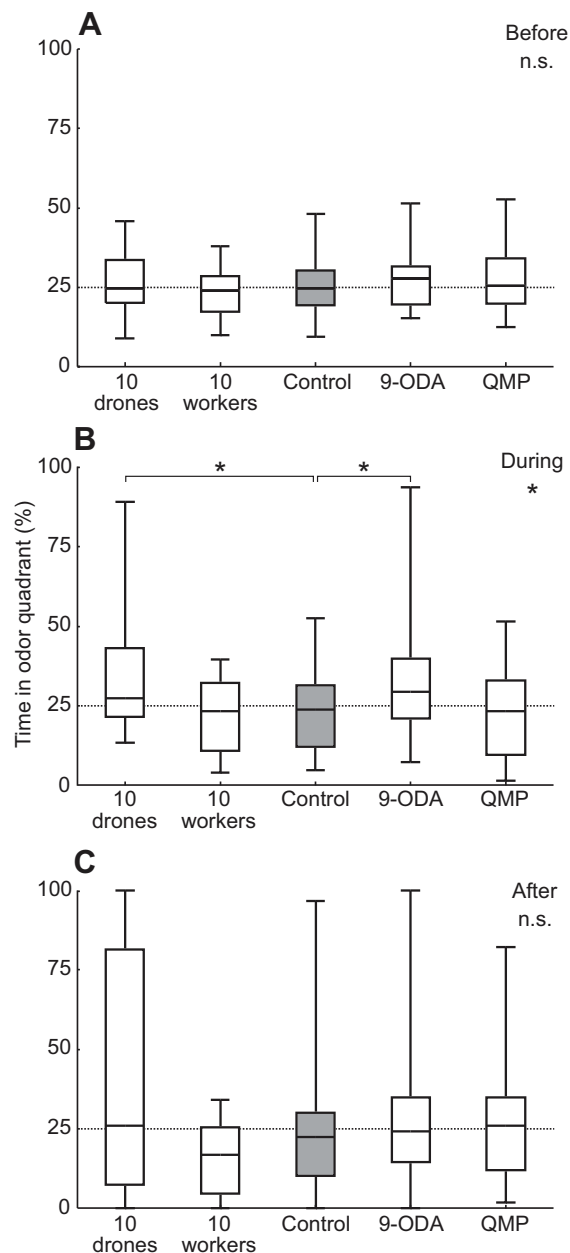 A
Before
n.s.
100
75
50
25
0
10 drones
10 workers
Control
9-ODA
QMP
B
During
*
* *
100
75
50
25
0
Time in odor quadrant (%)
10 drones
10 workers
Control
9-ODA
QMP
C
After
n.s.
100
75
50
25
0
10 drones
10 workers
Control
9-ODA
QMP